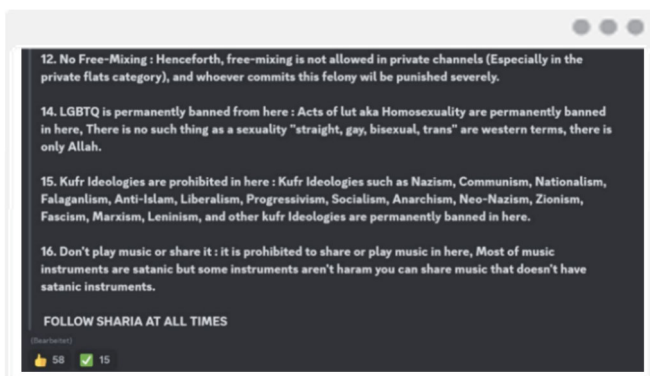 12. No Free-Mixing : Henceforth, free-mixing is not allowed in private channels (Especially in the
private flats category), and whoever commits this felony wil be punished severely.
14. LGBTQ is permanently banned from here : Acts of lut aka Homosexuality are permanently banned
in here, There is no such thing as a sexuality "straight, gay, bisexual, trans" are western terms, there is
only Allah.
15. Kufr Ideologies are prohibited in here : Kufr Ideologies such as Nazism, Communism, Nationalism,
Falaganlism, Anti-Islam, Liberalism, Progressivism, Socialism, Anarchism, Neo-Nazism, Zionism,
Fascism, Marxism, Leninism, and other kufr Ideologies are permanently banned in here.
16. Don't play music or share it : it is prohibited to share or play music in here, Most of music
instruments are satanic but some instruments aren't haram you can share music that doesn't have
satanic instruments.
FOLLOW SHARIA AT ALL TIMES
(Bearbeitet)
58 15